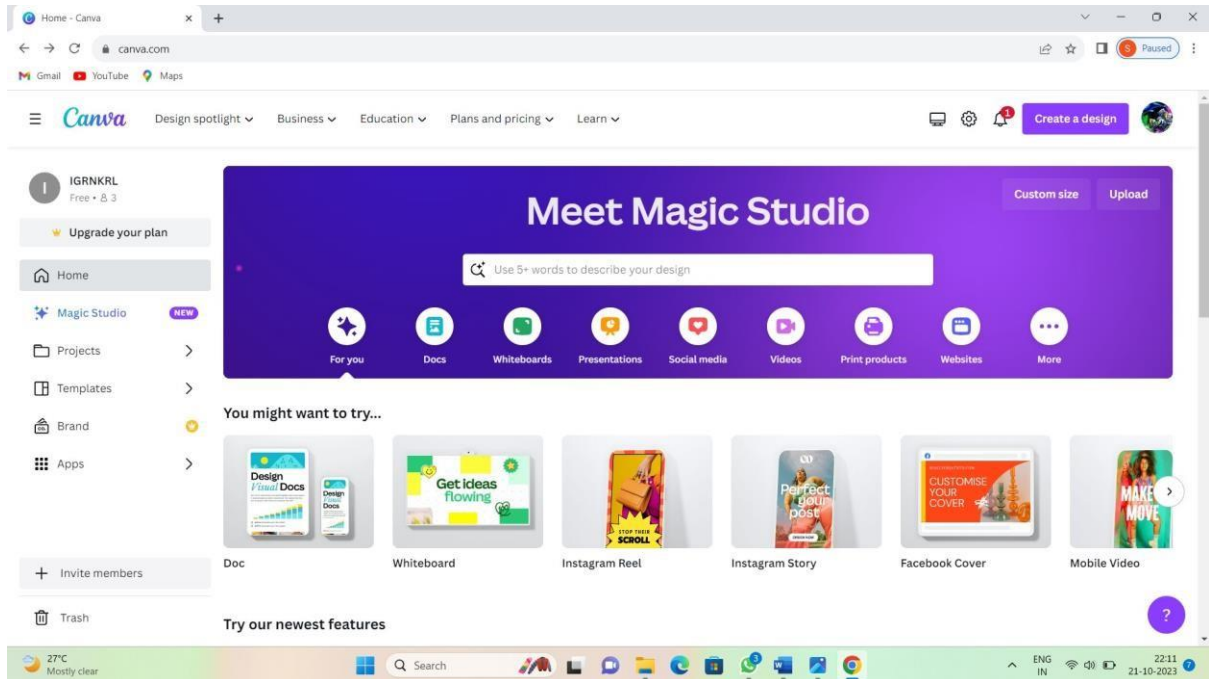 Home - Canva
canva.com
S Paused
Gmail YouTube Maps
Canva Design spotlight Business Education Plans and pricing Learn
1
Create a design
I
IGRNKRL
Free • 3
Upgrade your plan
Home
Magic Studio NEW
Projects
Templates
Brand
Apps
Invite members
Trash
Meet Magic Studio
Custom size Upload
Use 5+ words to describe your design
For you Docs Whiteboards Presentations Social media Videos Print products Websites More
You might want to try...
Design
Visual Docs
Design
Visual
Docs
Get ideas
flowing
STOP THEIR
SCROLL
Perfect
your
post
CUSTOMISE
YOUR
COVER
MAKE
MOVE
Doc Whiteboard Instagram Reel Instagram Story Facebook Cover Mobile Video
Try our newest features
?
27°C
Mostly clear
Search
ENG
IN
22:11
21-10-2023